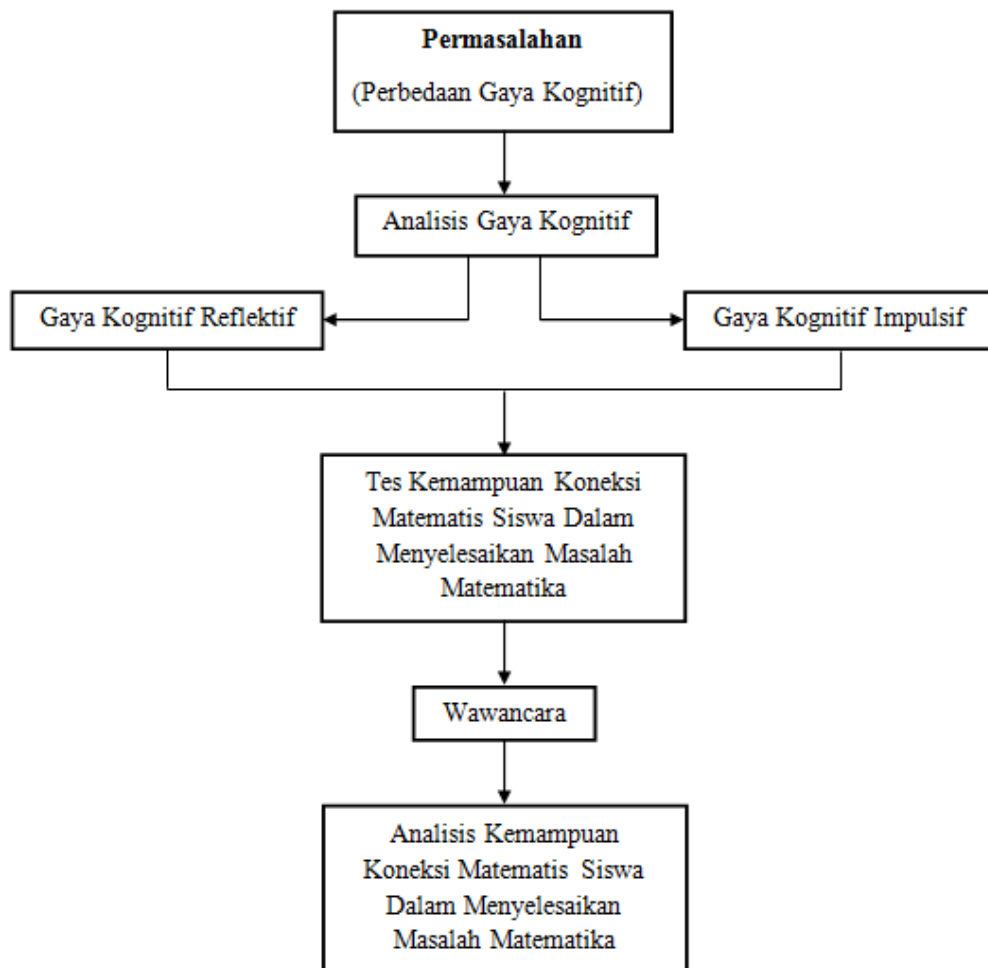 Permasalahan
(Perbedaan Gaya Kognitif)
Analisis Gaya Kognitif
Gaya Kognitif Reflektif
Gaya Kognitif Impulsif
Tes Kemampuan Koneksi
Matematis Siswa Dalam
Menyelesaikan Masalah
Matematika
Wawancara
Analisis Kemampuan
Koneksi Matematis Siswa
Dalam Menyelesaikan
Masalah Matematika